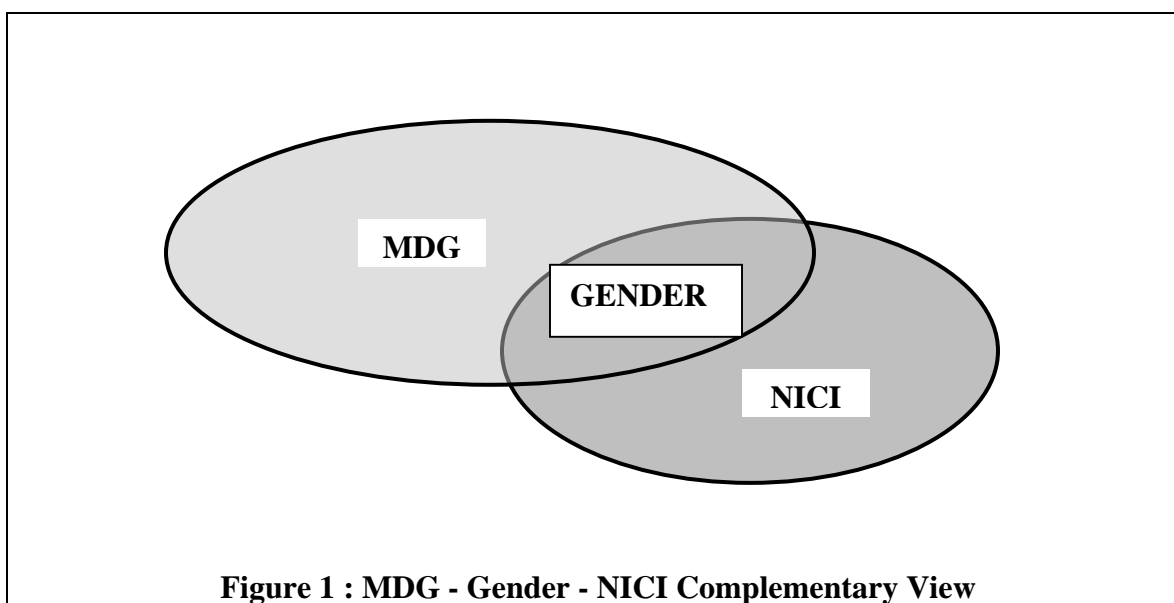 MDG
GENDER
NICI
Figure 1 : MDG - Gender - NICI Complementary View